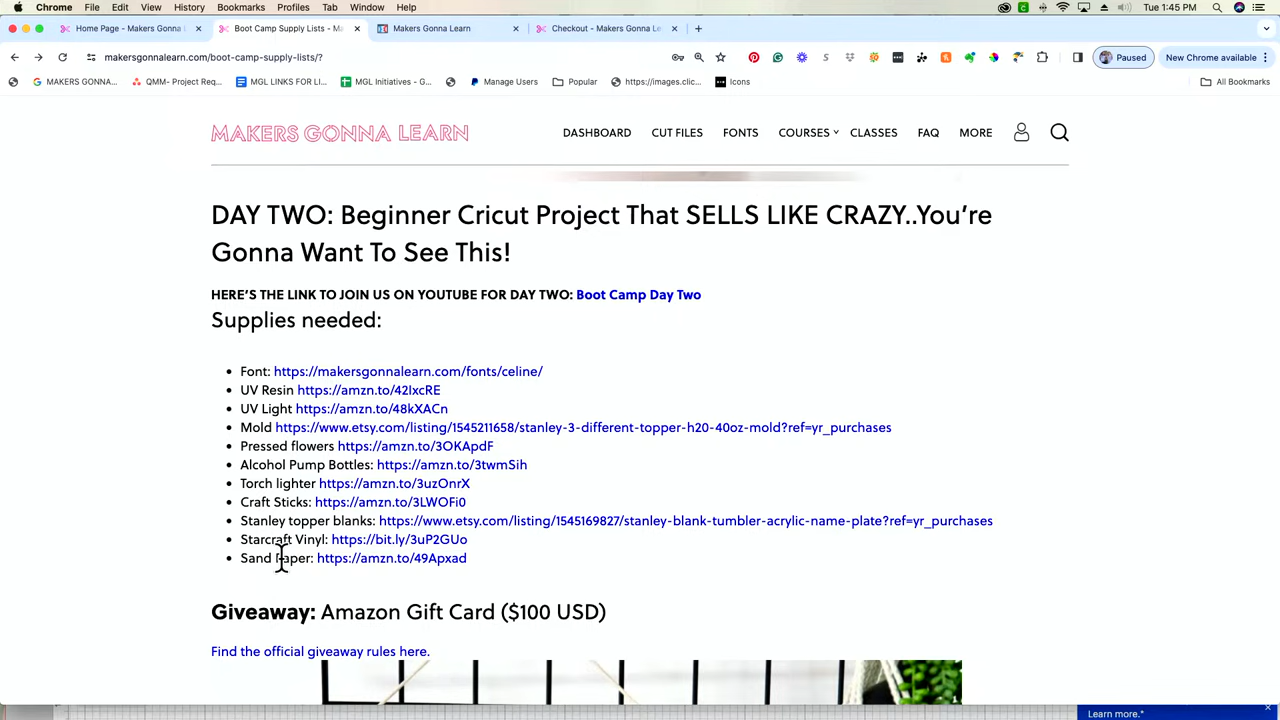 Chrome File Edit View History Bookmarks Profiles Tab Window Help Tue 1:45 PM
Home Page - Makers Gonna L Boot Camp Supply Lists - Ma Makers Gonna Learn Checkout - Makers Gonna Le
makersgonnalearn.com/boot-camp-supply-lists/? Paused New Chrome available
MAKERS GONNA... QMM- Project Req... MGL LINKS FOR LI... MGL Initiatives - G... Manage Users Popular https://images.clic... Icons All Bookmarks
MAKERS GONNA LEARN DASHBOARD CUT FILES FONTS COURSES CLASSES FAQ MORE
DAY TWO: Beginner Cricut Project That SELLS LIKE CRAZY..You're
Gonna Want To See This!
HERE'S THE LINK TO JOIN US ON YOUTUBE FOR DAY TWO: Boot Camp Day Two
Supplies needed:
Font: https://makersgonnalearn.com/fonts/celine/
UV Resin https://amzn.to/42IxcRE
UV Light https://amzn.to/48kXACn
Mold https://www.etsy.com/listing/1545211658/stanley-3-different-topper-h20-40oz-mold?ref=yr_purchases
Pressed flowers https://amzn.to/3OKApdF
Alcohol Pump Bottles: https://amzn.to/3twmSih
Torch lighter https://amzn.to/3uzOnrX
Craft Sticks: https://amzn.to/3LWOFi0
Stanley topper blanks: https://www.etsy.com/listing/1545169827/stanley-blank-tumbler-acrylic-name-plate?ref=yr_purchases
Starcraft Vinyl: https://bit.ly/3uP2GUo
Sand Paper: https://amzn.to/49Apxad
Giveaway: Amazon Gift Card ($100 USD)
Find the official giveaway rules here.
Learn more.*